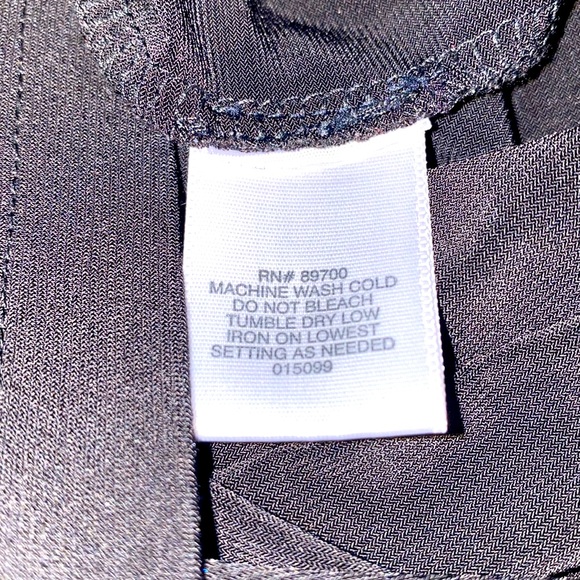 RN# 89700
MACHINE WASH COLD
DO NOT BLEACH
TUMBLE DRY LOW
IRON ON LOWEST
SETTING AS NEEDED
015099